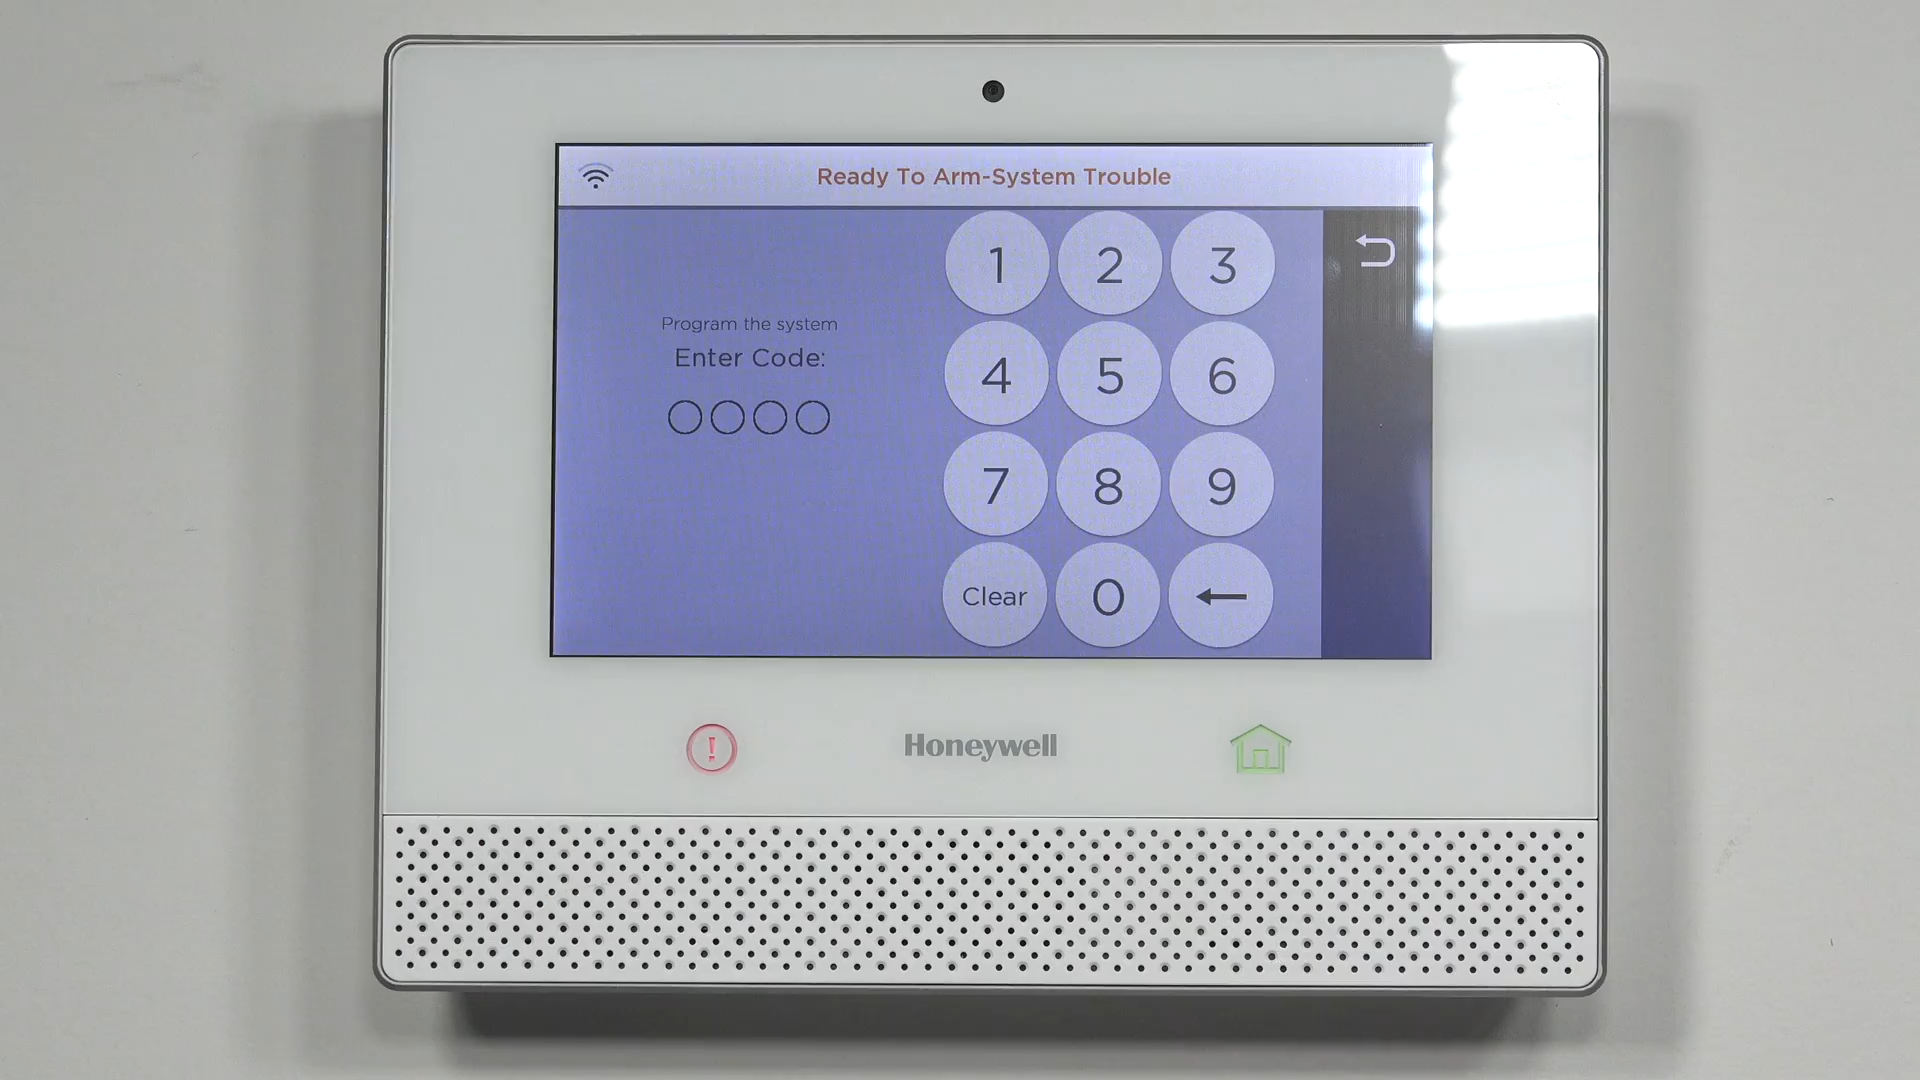 Ready To Arm-System Trouble
Program the system
Enter Code:
1 2 3
4 5 6
7 8 9
Clear 0
Honeywell